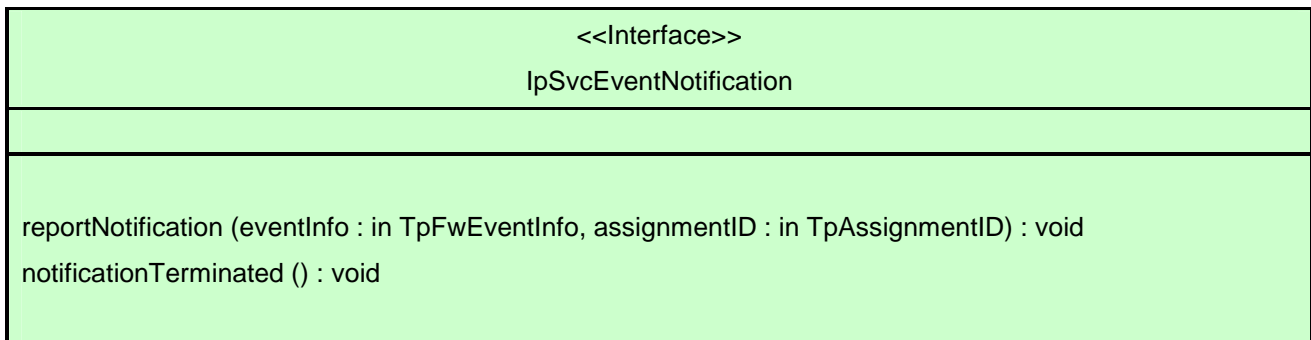 <<Interface>>
IpSvcEventNotification
reportNotification (eventInfo : in TpFwEventInfo, assignmentID : in TpAssignmentID) : void
notificationTerminated () : void